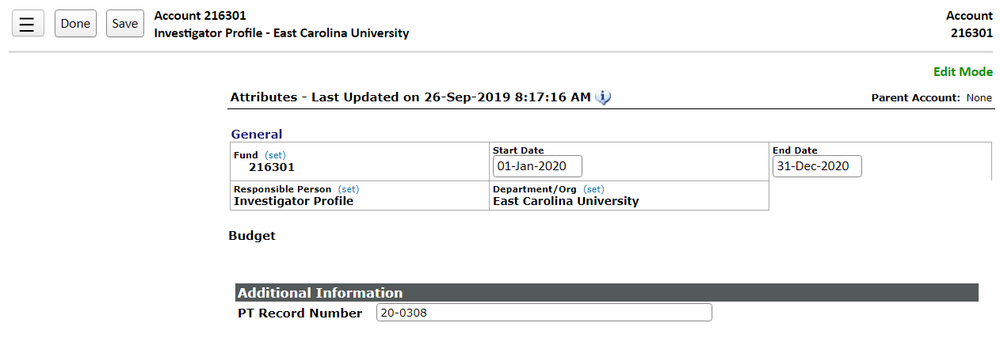 Done Save Account 216301 Account
Investigator Profile - East Carolina University 216301
Edit Mode
Attributes - Last Updated on 26-Sep-2019 8:17:16 AM i Parent Account: None
General
Fund (set) Start Date End Date
216301 01-Jan-2020 31-Dec-2020
Responsible Person (set) Department/Org (set)
Investigator Profile East Carolina University
Budget
Additional Information
PT Record Number 20-0308